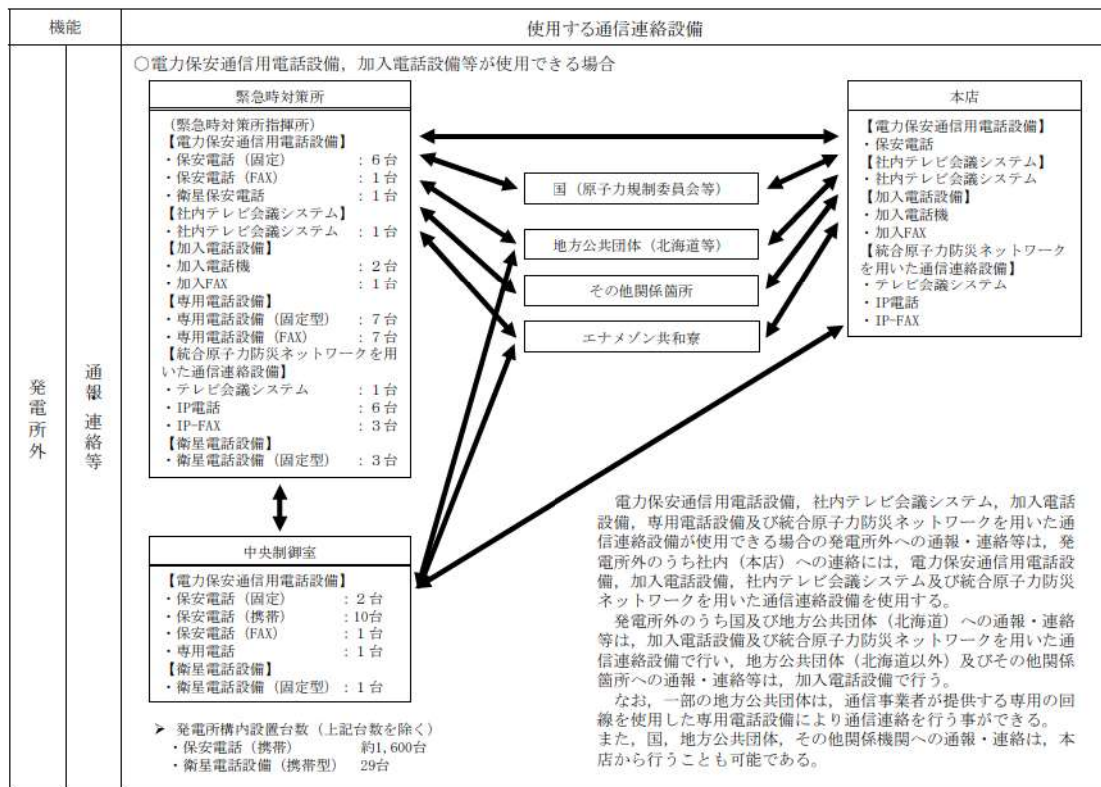 機能
使用する通信連絡設備
発電所外
通報・連絡等
○電力保安通信用電話設備，加入電話設備等が使用できる場合
緊急時対策所
（緊急時対策所指揮所）
【電力保安通信用電話設備】
・保安電話（固定） ：6台
・保安電話（FAX） ：1台
・衛星保安電話 ：1台
【社内テレビ会議システム】
・社内テレビ会議システム ：1台
【加入電話設備】
・加入電話機 ：2台
・加入FAX ：1台
【専用電話設備】
・専用電話設備（固定型） ：7台
・専用電話設備（FAX） ：7台
【統合原子力防災ネットワークを用
いた通信連絡設備】
・テレビ会議システム ：1台
・IP電話 ：6台
・IP-FAX ：3台
【衛星電話設備】
・衛星電話設備（固定型） ：3台
国（原子力規制委員会等）
地方公共団体（北海道等）
その他関係箇所
エナメゾン共和寮
本店
【電力保安通信用電話設備】
・保安電話
【社内テレビ会議システム】
・社内テレビ会議システム
【加入電話設備】
・加入電話機
・加入FAX
【統合原子力防災ネットワーク
を用いた通信連絡設備】
・テレビ会議システム
・IP電話
・IP-FAX
中央制御室
【電力保安通信用電話設備】
・保安電話（固定） ：2台
・保安電話（携帯） ：10台
・保安電話（FAX） ：1台
・専用電話 ：1台
【衛星電話設備】
・衛星電話設備（固定型） ：1台
➤ 発電所構内設置台数（上記台数を除く）
・保安電話（携帯） 約1,600台
・衛星電話設備（携帯型） 29台
電力保安通信用電話設備，社内テレビ会議システム，加入電話
設備，専用電話設備及び統合原子力防災ネットワークを用いた通
信連絡設備が使用できる場合の発電所外への通報・連絡等は，発
電所外のうち社内（本店）への連絡には，電力保安通信用電話設
備，加入電話設備，社内テレビ会議システム及び統合原子力防災
ネットワークを用いた通信連絡設備を使用する。
発電所外のうち国及び地方公共団体（北海道）への通報・連絡
等は，加入電話設備及び統合原子力防災ネットワークを用いた通
信連絡設備で行い，地方公共団体（北海道以外）及びその他関係
箇所への通報・連絡等は，加入電話設備で行う。
なお，一部の地方公共団体は，通信事業者が提供する専用の回
線を使用した専用電話設備により通信連絡を行う事ができる。
また，国，地方公共団体，その他関係機関への通報・連絡は，本
店から行うことも可能である。